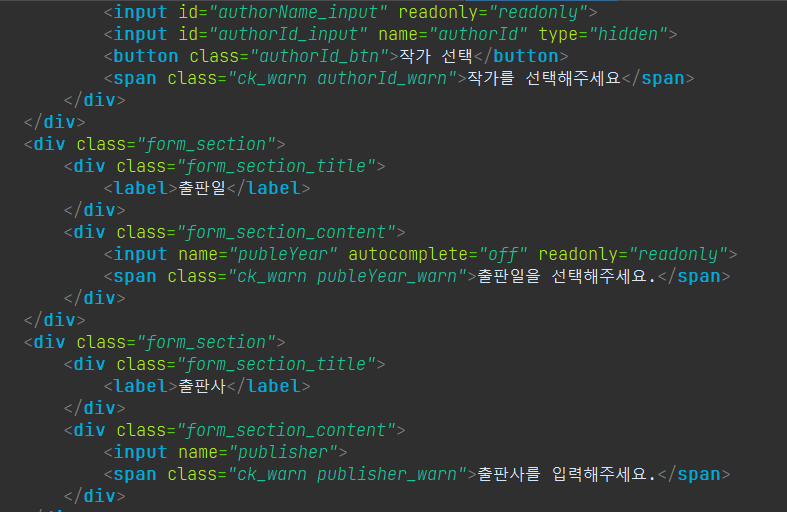 <input id="authorName_input" readonly="readonly">
<input id="authorId_input" name="authorId" type="hidden">
<button class="authorId_btn">작가 선택</button>
<span class="ck_warn authorId_warn">작가를 선택해주세요</span>
</div>
</div>
<div class="form_section">
<div class="form_section_title">
<label>출판일</label>
</div>
<div class="form_section_content">
<input name="publeYear" autocomplete="off" readonly="readonly">
<span class="ck_warn publeYear_warn">출판일을 선택해주세요.</span>
</div>
</div>
<div class="form_section">
<div class="form_section_title">
<label>출판사</label>
</div>
<div class="form_section_content">
<input name="publisher">
<span class="ck_warn publisher_warn">출판사를 입력해주세요.</span>
</div>